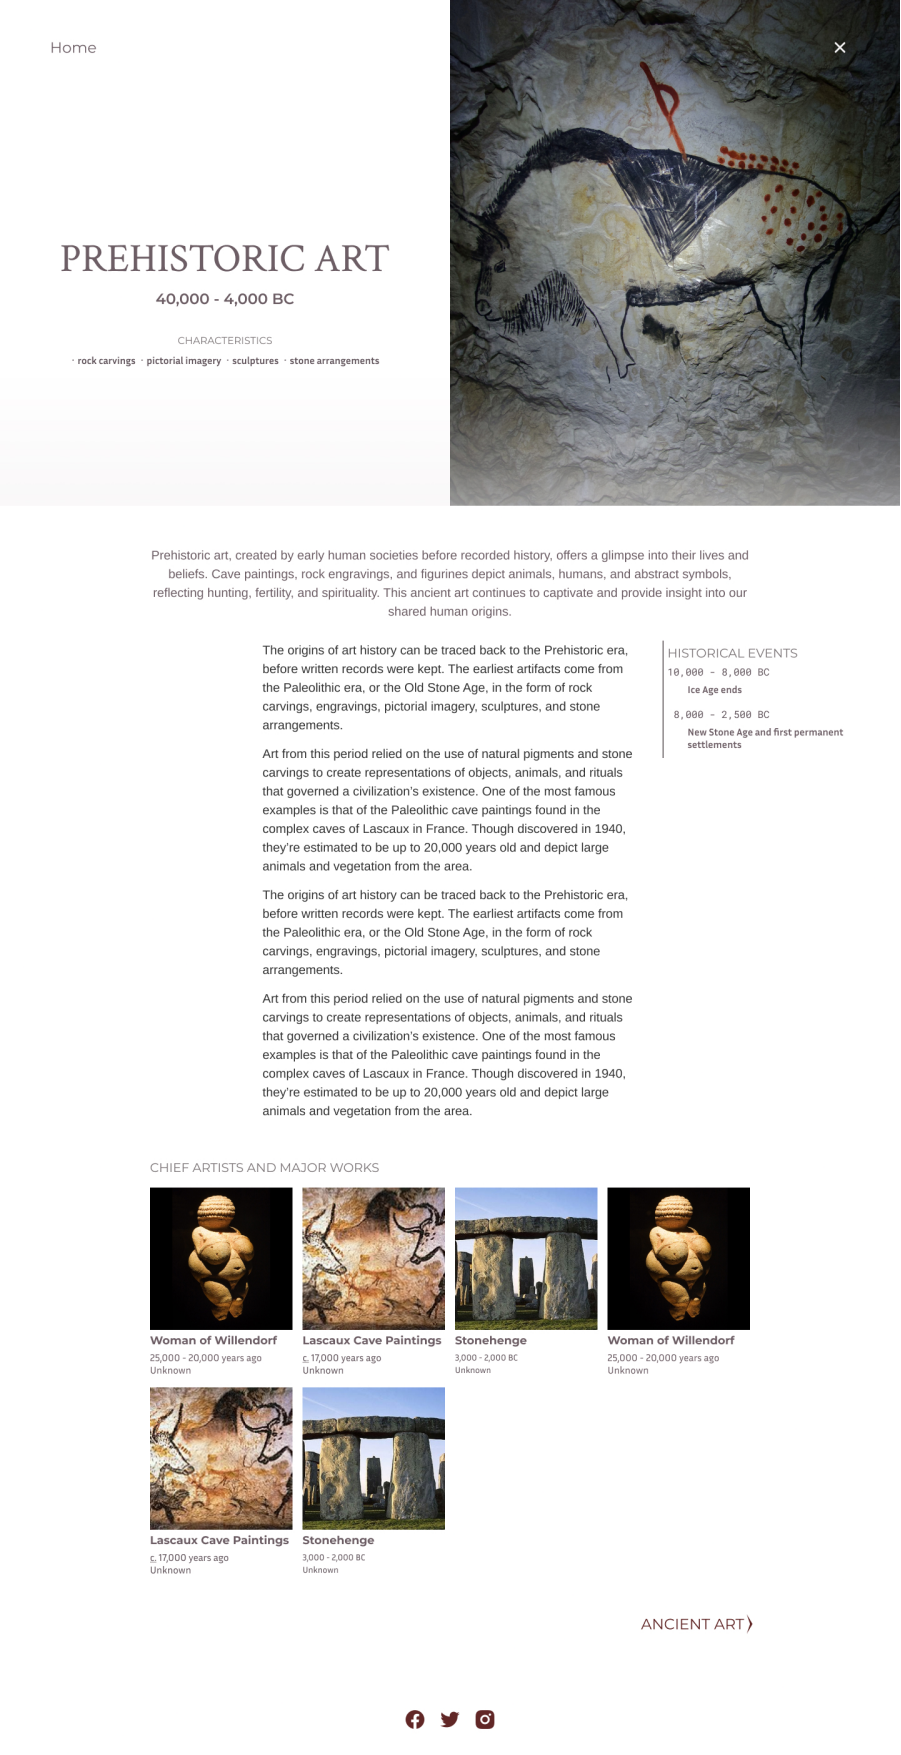 Home
×
PREHISTORIC ART
40,000 - 4,000 BC
CHARACTERISTICS
· rock carvings · pictorial imagery · sculptures · stone arrangements
Prehistoric art, created by early human societies before recorded history, offers a glimpse into their lives and
beliefs. Cave paintings, rock engravings, and figurines depict animals, humans, and abstract symbols,
reflecting hunting, fertility, and spirituality. This ancient art continues to captivate and provide insight into our
shared human origins.
The origins of art history can be traced back to the Prehistoric era,
before written records were kept. The earliest artifacts come from
the Paleolithic era, or the Old Stone Age, in the form of rock
carvings, engravings, pictorial imagery, sculptures, and stone
arrangements.
Art from this period relied on the use of natural pigments and stone
carvings to create representations of objects, animals, and rituals
that governed a civilization’s existence. One of the most famous
examples is that of the Paleolithic cave paintings found in the
complex caves of Lascaux in France. Though discovered in 1940,
they’re estimated to be up to 20,000 years old and depict large
animals and vegetation from the area.
The origins of art history can be traced back to the Prehistoric era,
before written records were kept. The earliest artifacts come from
the Paleolithic era, or the Old Stone Age, in the form of rock
carvings, engravings, pictorial imagery, sculptures, and stone
arrangements.
Art from this period relied on the use of natural pigments and stone
carvings to create representations of objects, animals, and rituals
that governed a civilization’s existence. One of the most famous
examples is that of the Paleolithic cave paintings found in the
complex caves of Lascaux in France. Though discovered in 1940,
they’re estimated to be up to 20,000 years old and depict large
animals and vegetation from the area.
HISTORICAL EVENTS
10,000 - 8,000 BC
Ice Age ends
8,000 - 2,500 BC
New Stone Age and first permanent
settlements
CHIEF ARTISTS AND MAJOR WORKS
Woman of Willendorf
25,000 - 20,000 years ago
Unknown
Lascaux Cave Paintings
c. 17,000 years ago
Unknown
Stonehenge
3,000 - 2,000 BC
Unknown
Woman of Willendorf
25,000 - 20,000 years ago
Unknown
Lascaux Cave Paintings
c. 17,000 years ago
Unknown
Stonehenge
3,000 - 2,000 BC
Unknown
ANCIENT ART